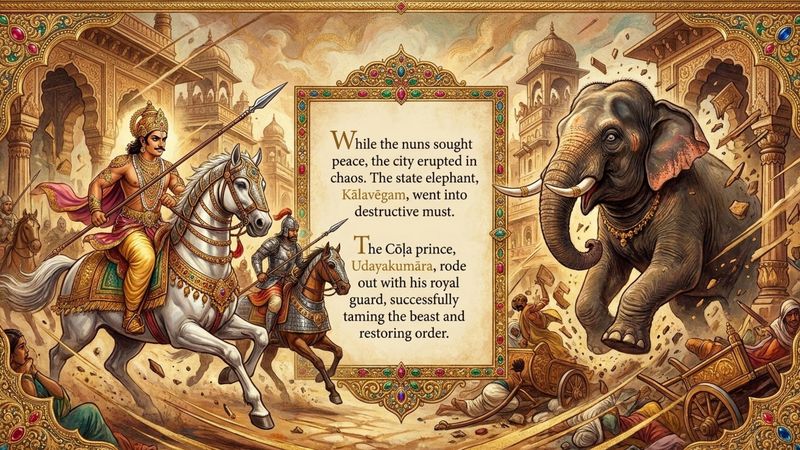 While the nuns sought
peace, the city erupted in
chaos. The state elephant,
Kālavēgam, went into
destructive must.
The Cōḻa prince,
Udayakumāra, rode
out with his royal
guard, successfully
taming the beast and
restoring order.